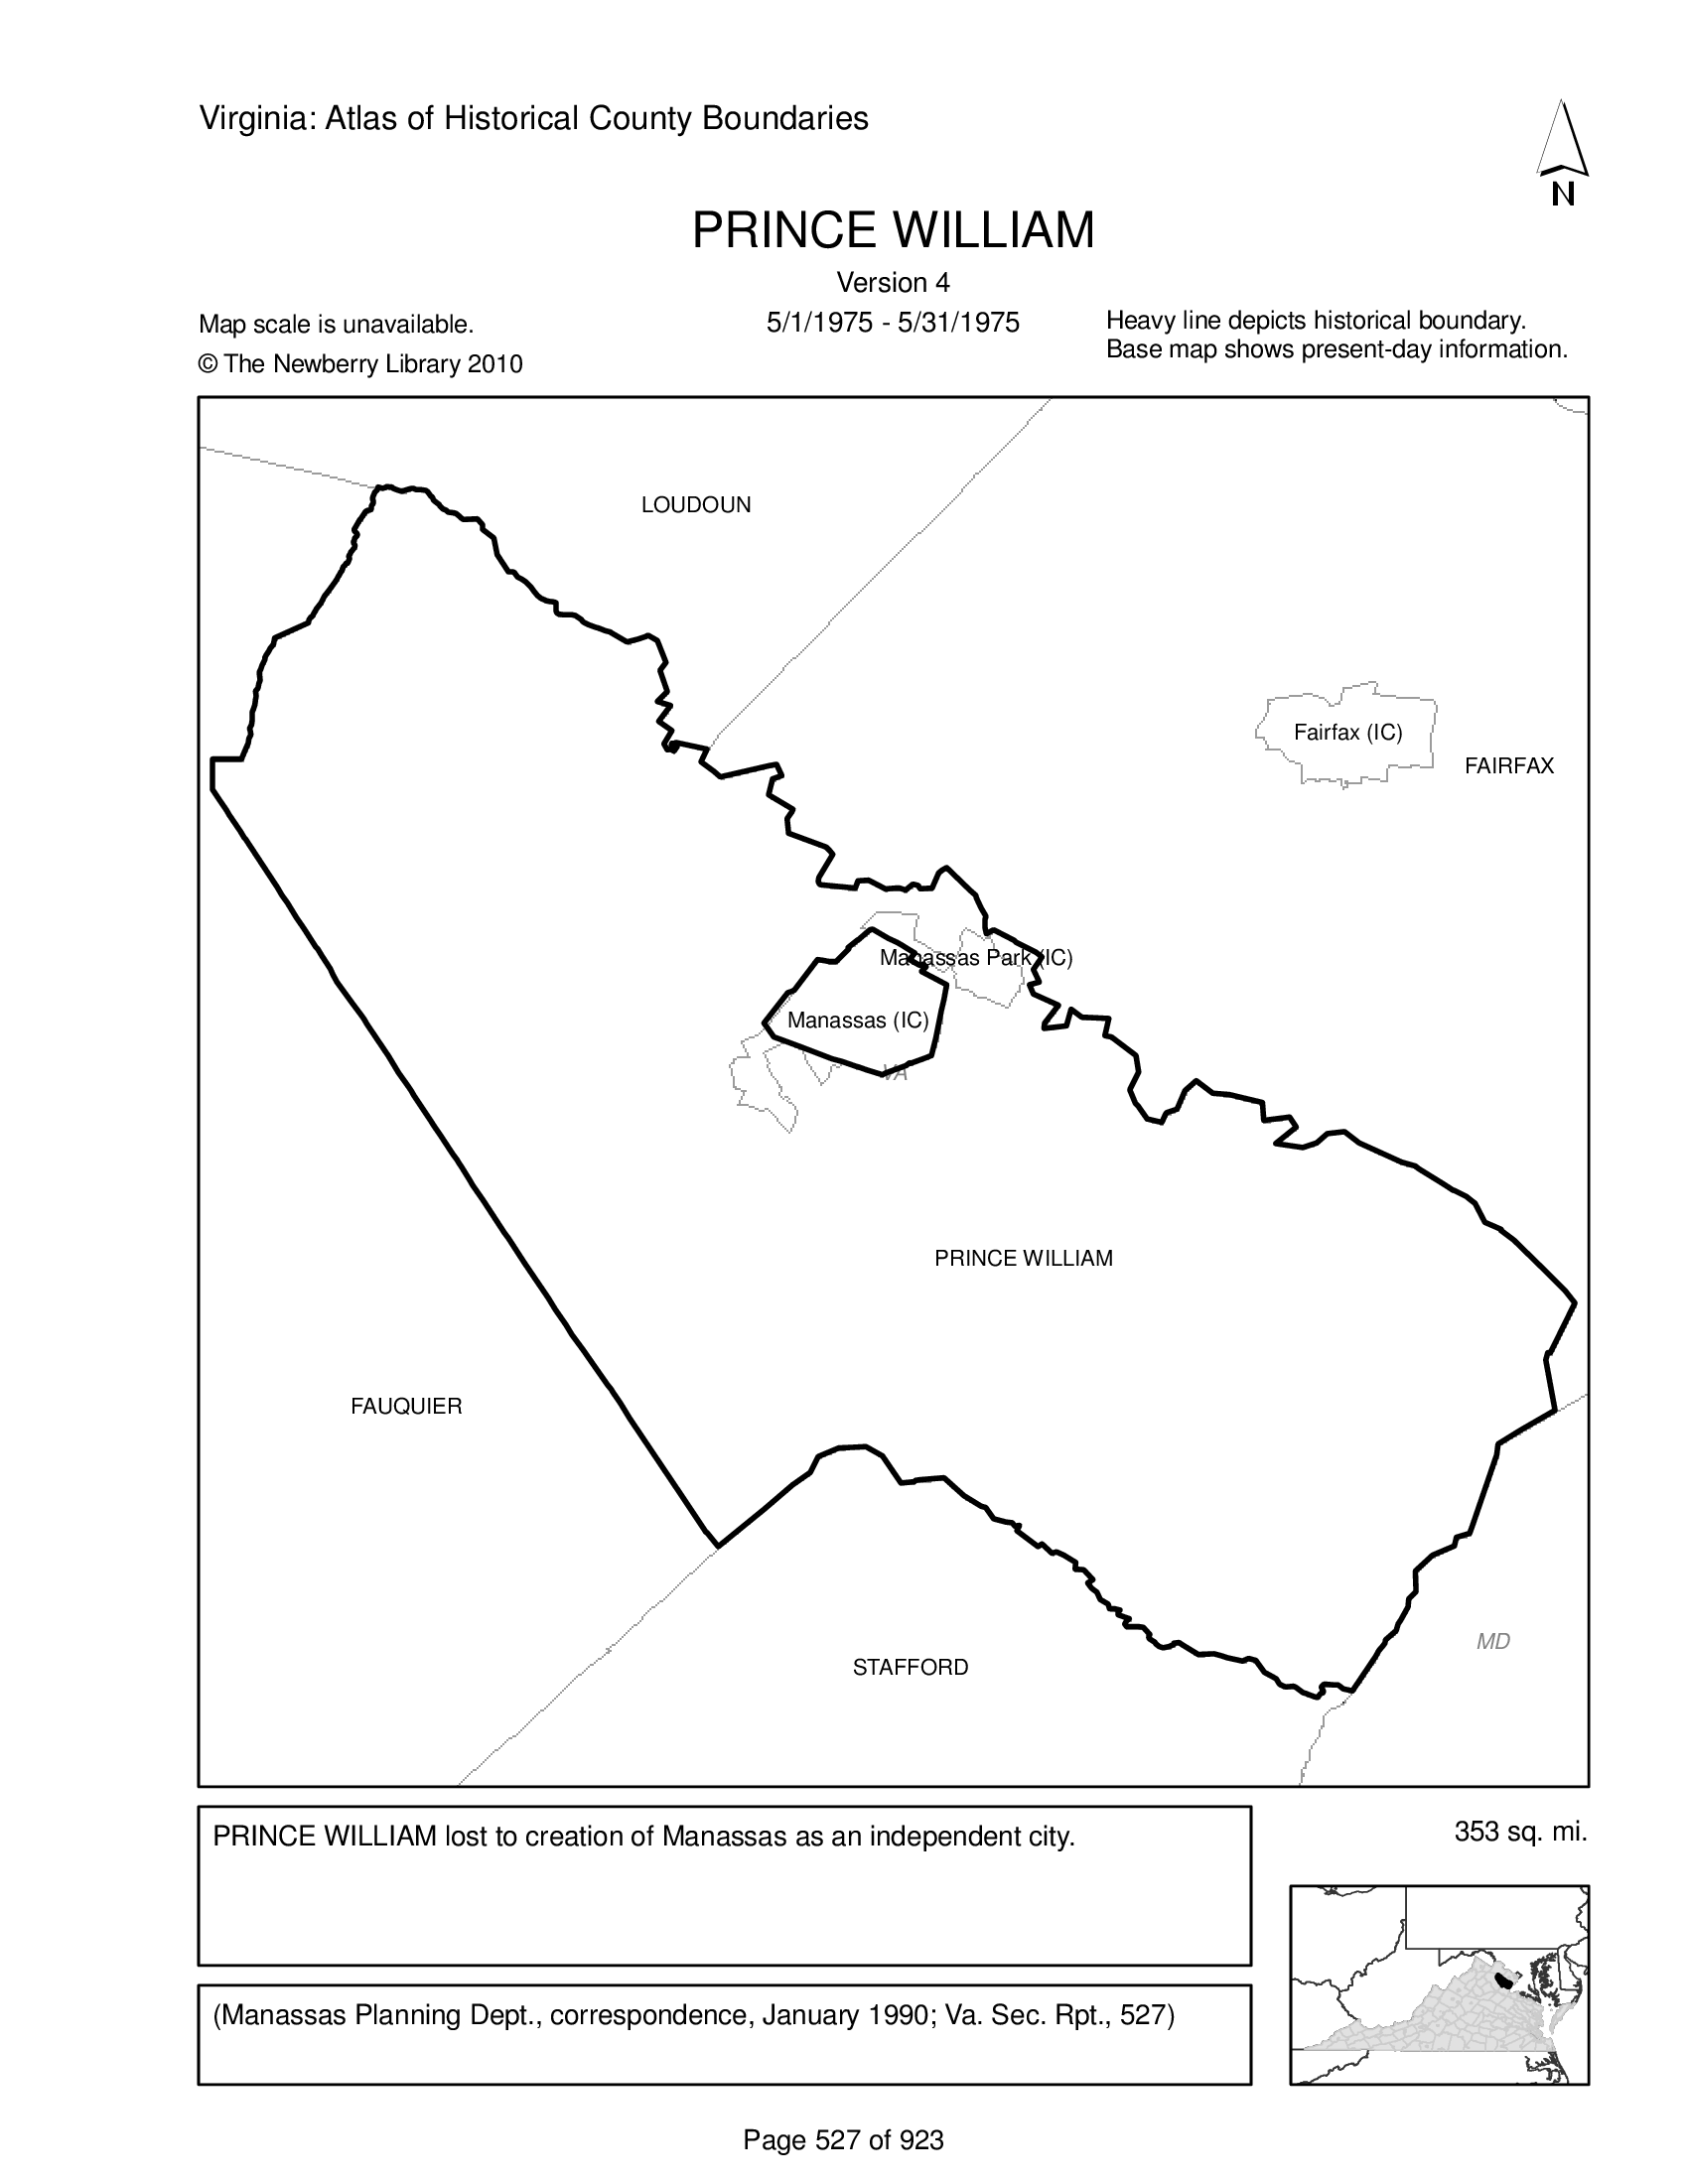 Virginia: Atlas of Historical County Boundaries
N
PRINCE WILLIAM
Version 4
5/1/1975 - 5/31/1975
Map scale is unavailable.
© The Newberry Library 2010
Heavy line depicts historical boundary.
Base map shows present-day information.
LOUDOUN
Fairfax (IC)
FAIRFAX
Manassas Park (IC)
Manassas (IC)
VA
PRINCE WILLIAM
FAUQUIER
MD
STAFFORD
PRINCE WILLIAM lost to creation of Manassas as an independent city.
353 sq. mi.
(Manassas Planning Dept., correspondence, January 1990; Va. Sec. Rpt., 527)
Page 527 of 923